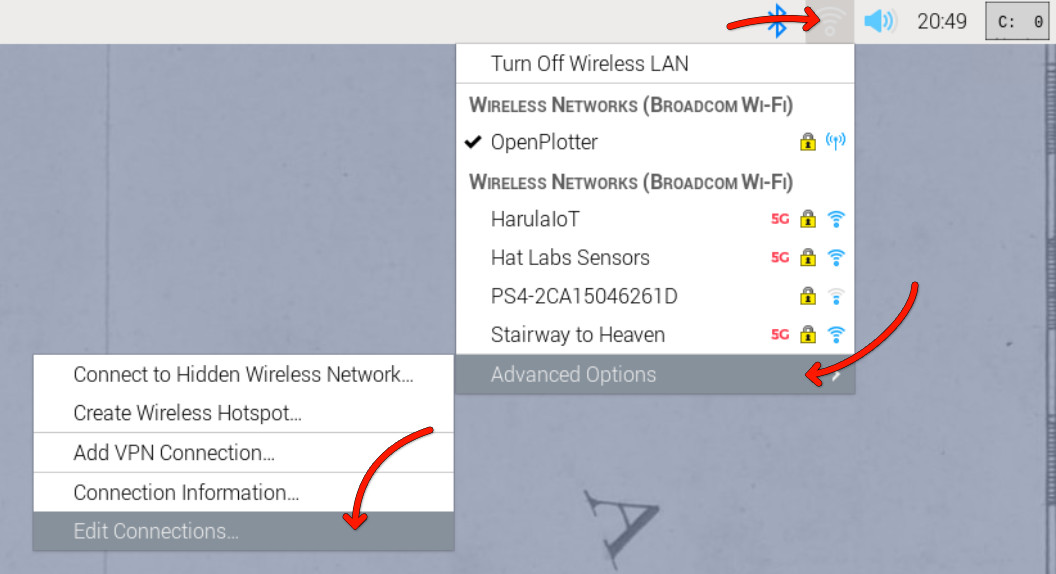 20:49
C: 0
Turn Off Wireless LAN
Wireless Networks (Broadcom Wi-Fi)
OpenPlotter
Wireless Networks (Broadcom Wi-Fi)
HarulaIoT 5G
Hat Labs Sensors 5G
PS4-2CA15046261D
Stairway to Heaven 5G
Advanced Options
Connect to Hidden Wireless Network...
Create Wireless Hotspot...
Add VPN Connection...
Connection Information...
Edit Connections...
A